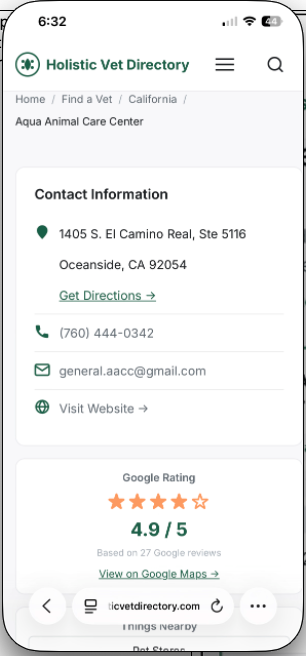 6:32
44
Holistic Vet Directory
Home / Find a Vet / California /
Aqua Animal Care Center
Contact Information
1405 S. El Camino Real, Ste 5116
Oceanside, CA 92054
Get Directions →
(760) 444-0342
general.aacc@gmail.com
Visit Website →
Google Rating
4.9 / 5
Based on 27 Google reviews
View on Google Maps →
ticvetdirectory.com
Things Nearby
Pet Stores